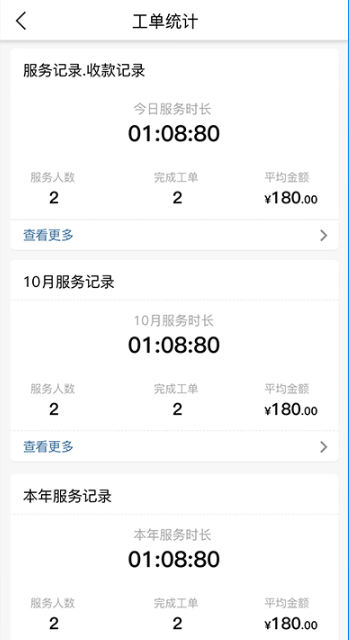 工单统计
服务记录.收款记录
今日服务时长
01:08:80
服务人数 完成工单 平均金额
2 2 ¥180.00
查看更多
10月服务记录
10月服务时长
01:08:80
服务人数 完成工单 平均金额
2 2 ¥180.00
查看更多
本年服务记录
本年服务时长
01:08:80
服务人数 完成工单 平均金额
2 2 ¥180.00